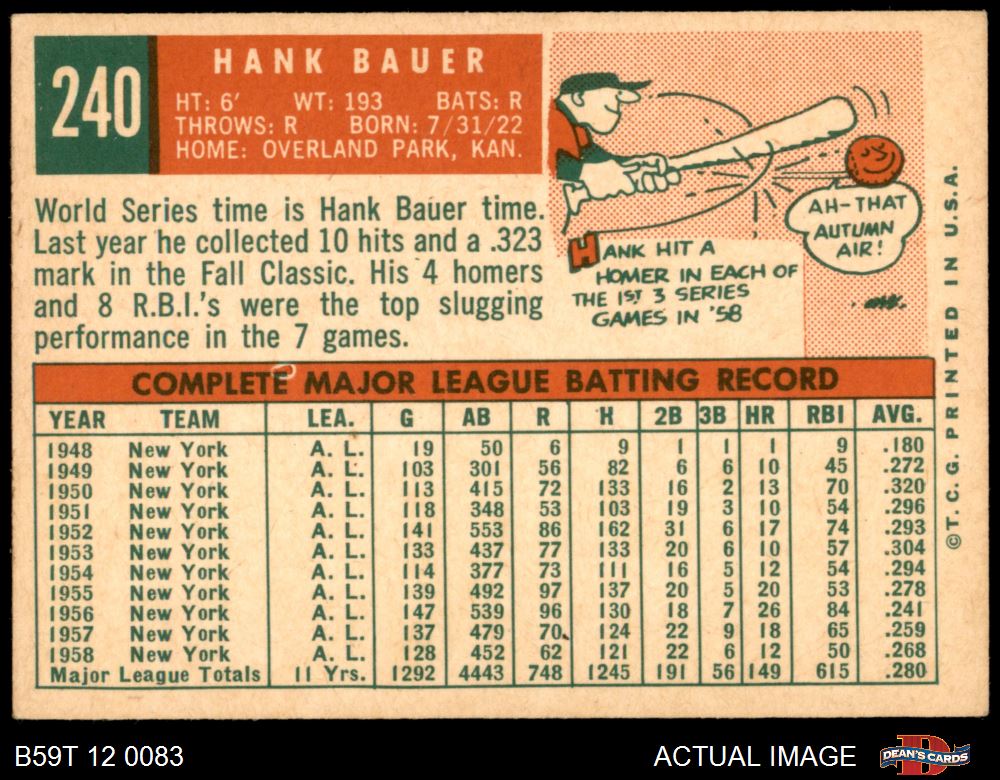 240
HANK BAUER
HT: 6' WT: 193 BATS: R
THROWS: R BORN: 7/31/22
HOME: OVERLAND PARK, KAN.
World Series time is Hank Bauer time.
Last year he collected 10 hits and a .323
mark in the Fall Classic. His 4 homers
and 8 R.B.I.'s were the top slugging
performance in the 7 games.
AH-THAT
AUTUMN
AIR!
HANK HIT A
HOMER IN EACH OF
THE 1ST 3 SERIES
GAMES IN '58
©T. C. G. PRINTED IN U.S.A.
COMPLETE MAJOR LEAGUE BATTING RECORD
YEAR TEAM LEA. G AB R H 2B 3B HR RBI AVG.
1948 New York A. L. 19 50 6 9 1 1 1 9 .180
1949 New York A. L. 103 301 56 82 6 6 10 45 .272
1950 New York A. L. 113 415 72 133 16 2 13 70 .320
1951 New York A. L. 118 348 53 103 19 3 10 54 .296
1952 New York A. L. 141 553 86 162 31 6 17 74 .293
1953 New York A. L. 133 437 77 133 20 6 10 57 .304
1954 New York A. L. 114 377 73 111 16 5 12 54 .294
1955 New York A. L. 139 492 97 137 20 5 20 53 .278
1956 New York A. L. 147 539 96 130 18 7 26 84 .241
1957 New York A. L. 137 479 70 124 22 9 18 65 .259
1958 New York A. L. 128 452 62 121 22 6 12 50 .268
Major League Totals 11 Yrs. 1292 4443 748 1245 191 56 149 615 .280
B59T 12 0083
ACTUAL IMAGE
DEAN'S CARDS